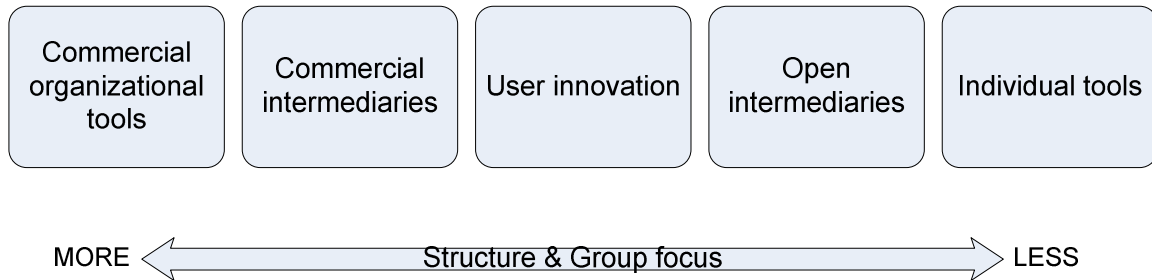 Commercial
organizational
tools
Commercial
intermediaries
User innovation
Open
intermediaries
Individual tools
MORE
Structure & Group focus
LESS